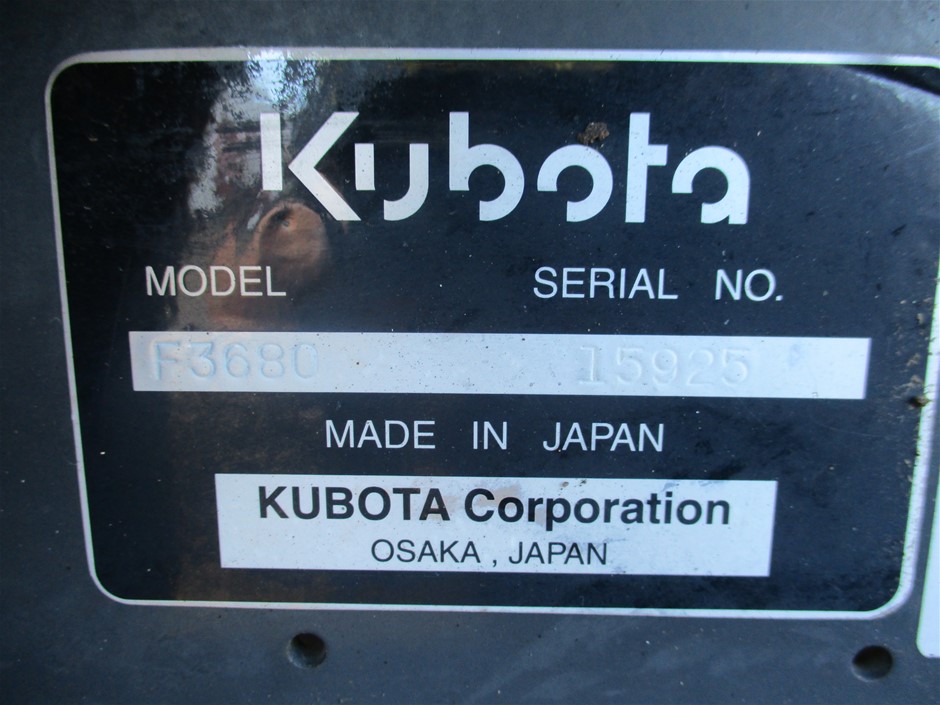 Kubota
MODEL SERIAL NO.
F3680 15925
MADE IN JAPAN
KUBOTA Corporation
OSAKA , JAPAN